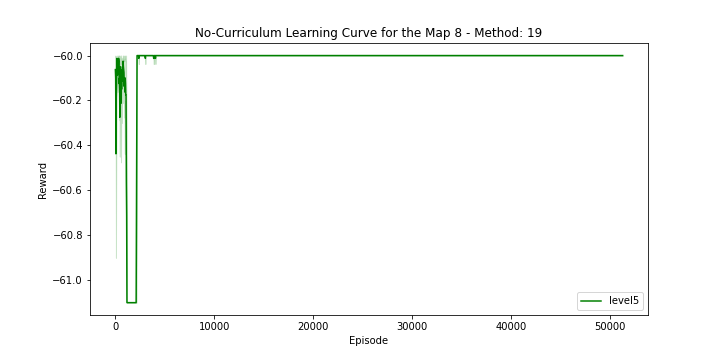 No-Curriculum Learning Curve for the Map 8 - Method: 19
−60.0
−60.2
−60.4
−60.6
−60.8
−61.0
Reward
level5
0 10000 20000 30000 40000 50000
Episode